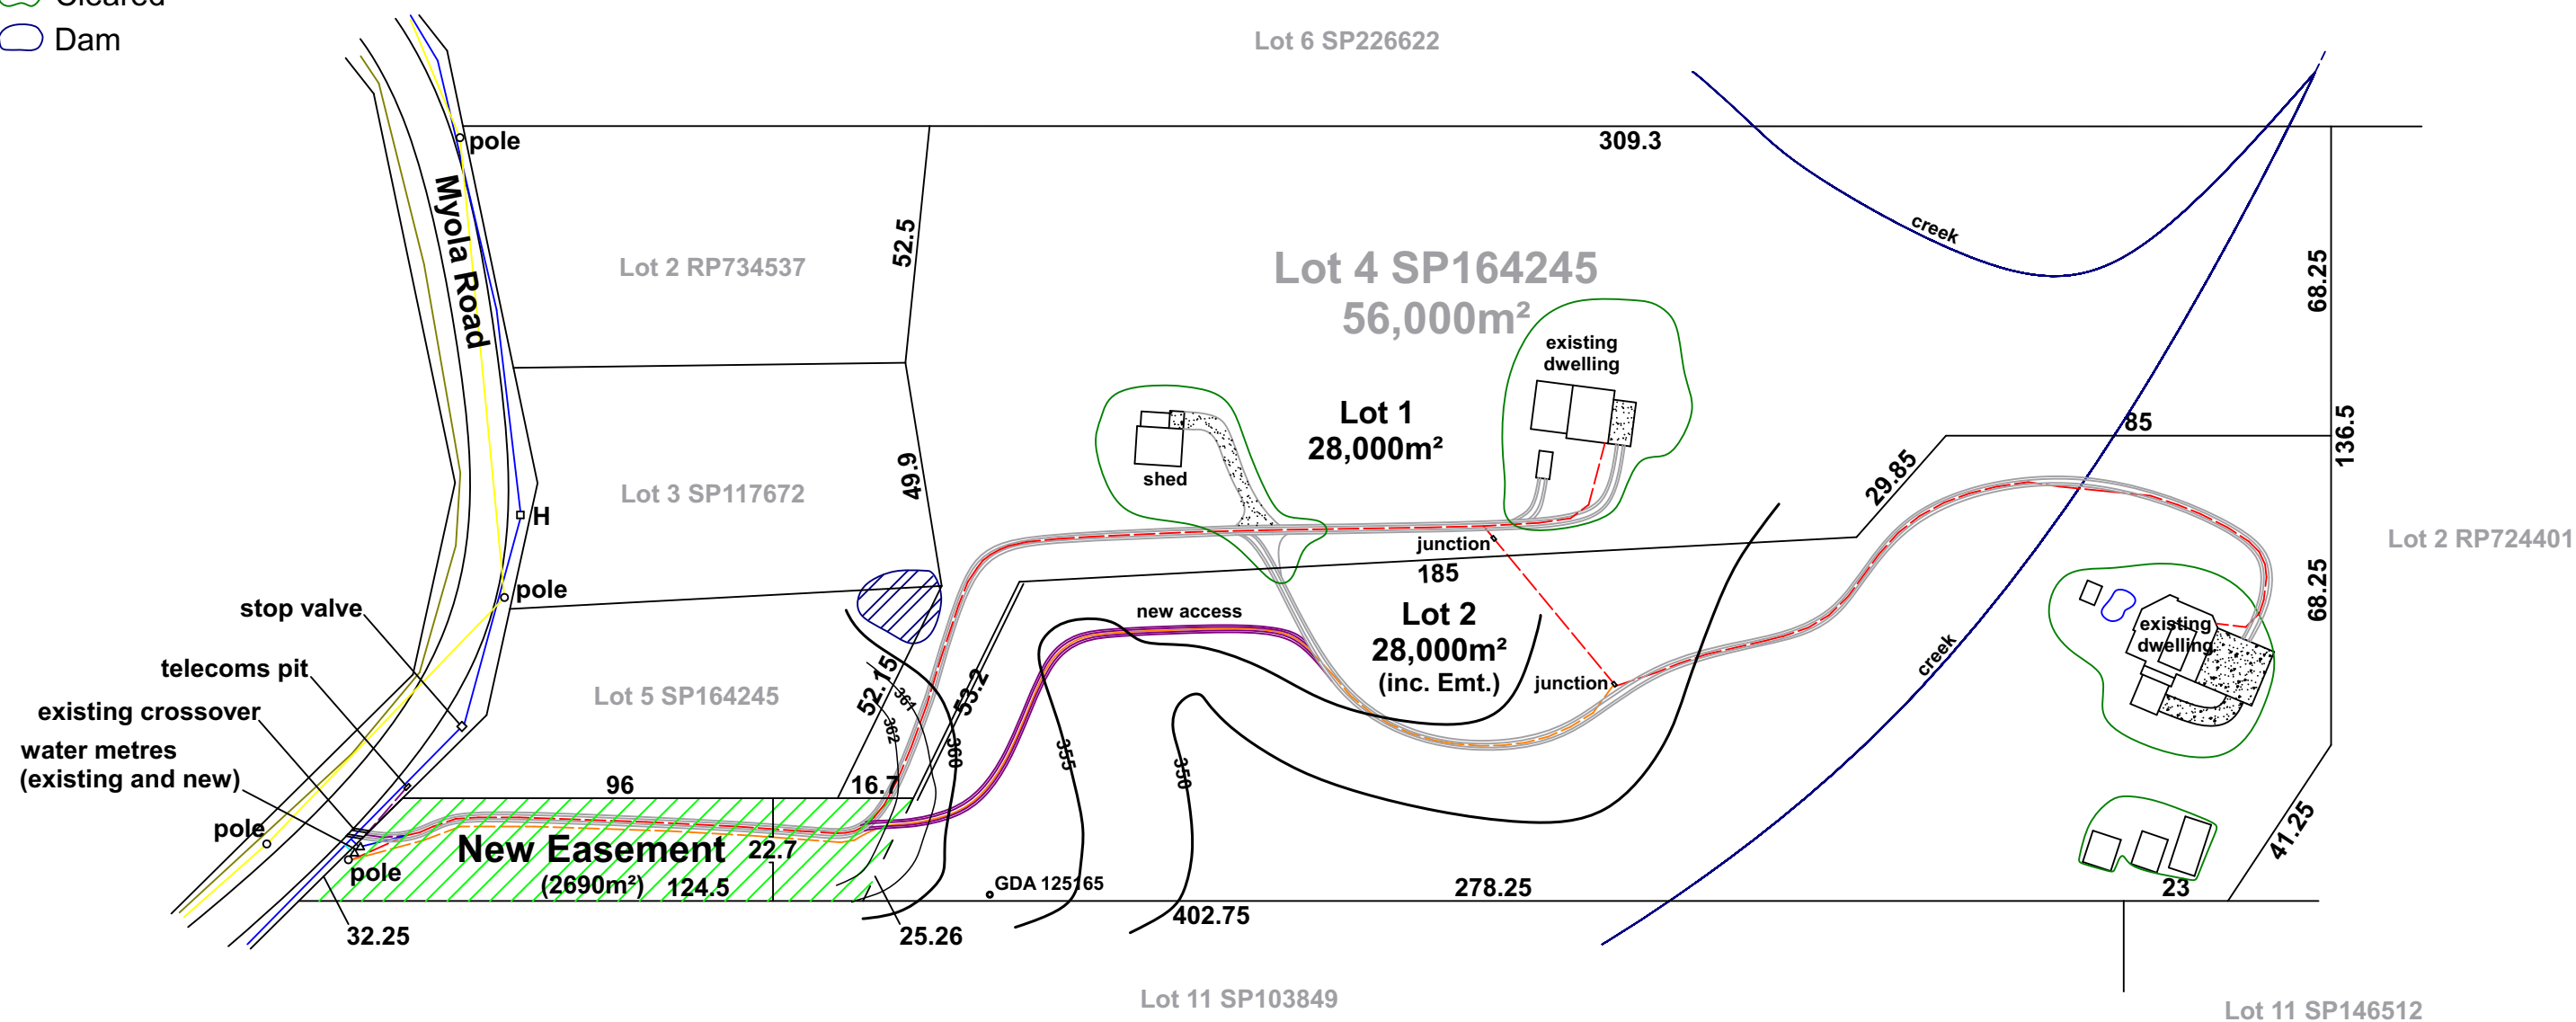 Cleared
Dam
Lot 6 SP226622
pole
309.3
Myola Road
52.5
creek
Lot 2 RP734537
Lot 4 SP164245
56,000m²
68.25
existing
dwelling
Lot 1
28,000m²
85
136.5
49.9
shed
29.85
Lot 3 SP117672
H
junction
Lot 2 RP724401
185
pole
stop valve
new access
Lot 2
28,000m²
(inc. Emt.)
68.25
existing
dwelling
creek
telecoms pit
52.15
364
362
53.2
Lot 5 SP164245
junction
existing crossover
360
355
350
water metres
(existing and new)
96
16.7
pole
New Easement
22.7
(2690m²)
124.5
pole
41.25
GDA 125165
278.25
23
402.75
32.25
25.26
Lot 11 SP103849
Lot 11 SP146512